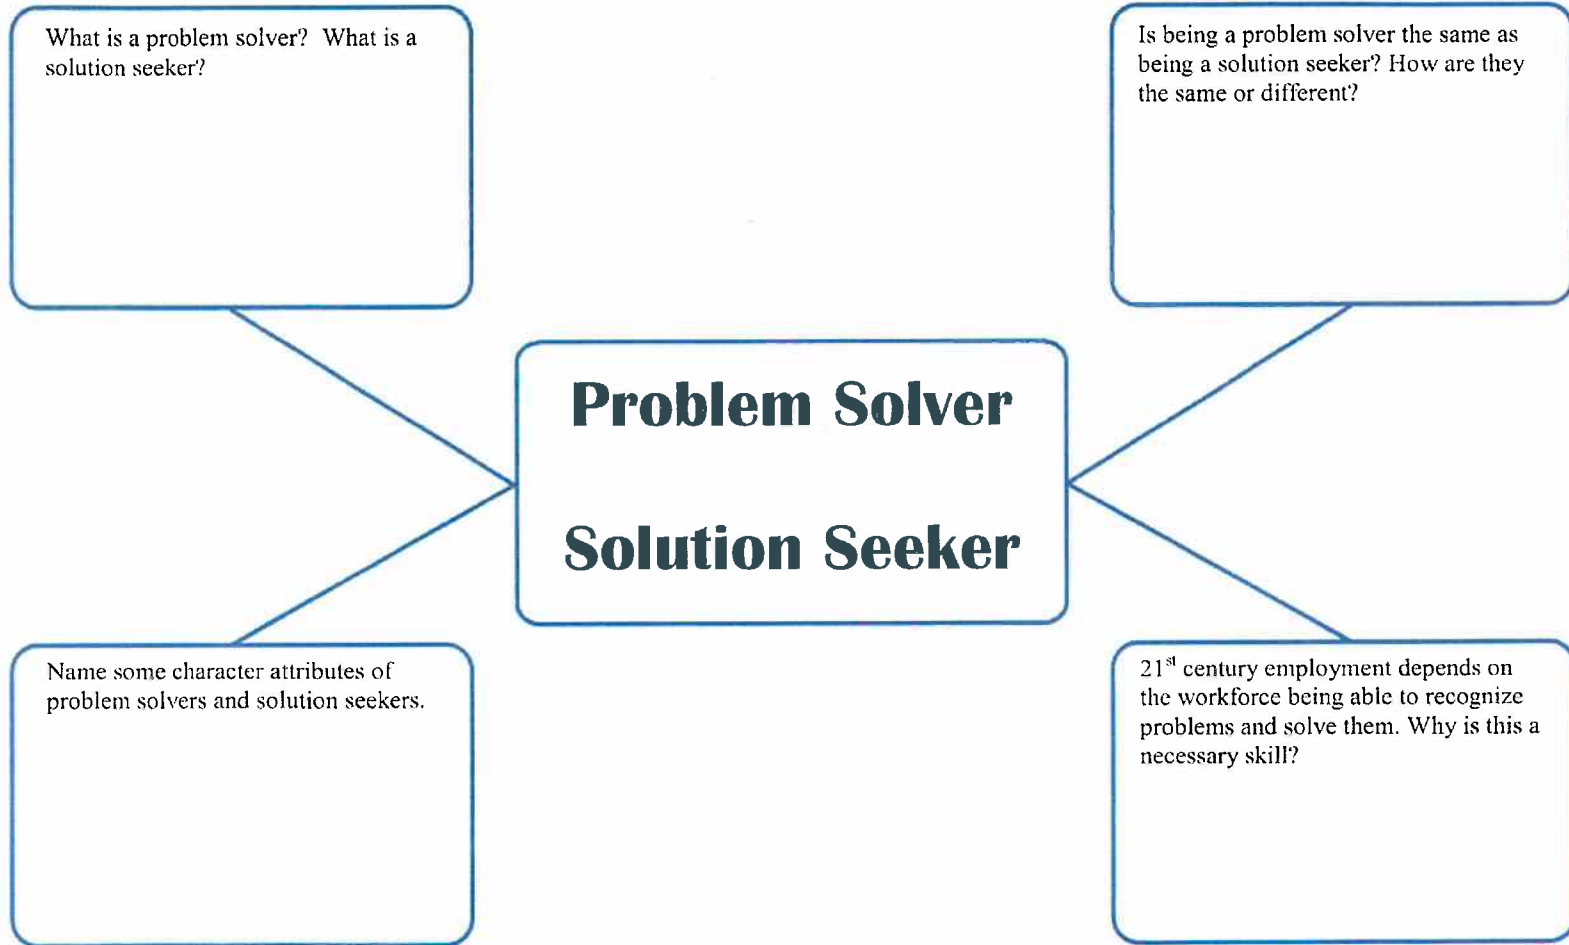 What is a problem solver?  What is a
solution seeker?
Is being a problem solver the same as
being a solution seeker? How are they
the same or different?
Problem Solver
Solution Seeker
Name some character attributes of
problem solvers and solution seekers.
21st century employment depends on
the workforce being able to recognize
problems and solve them. Why is this a
necessary skill?